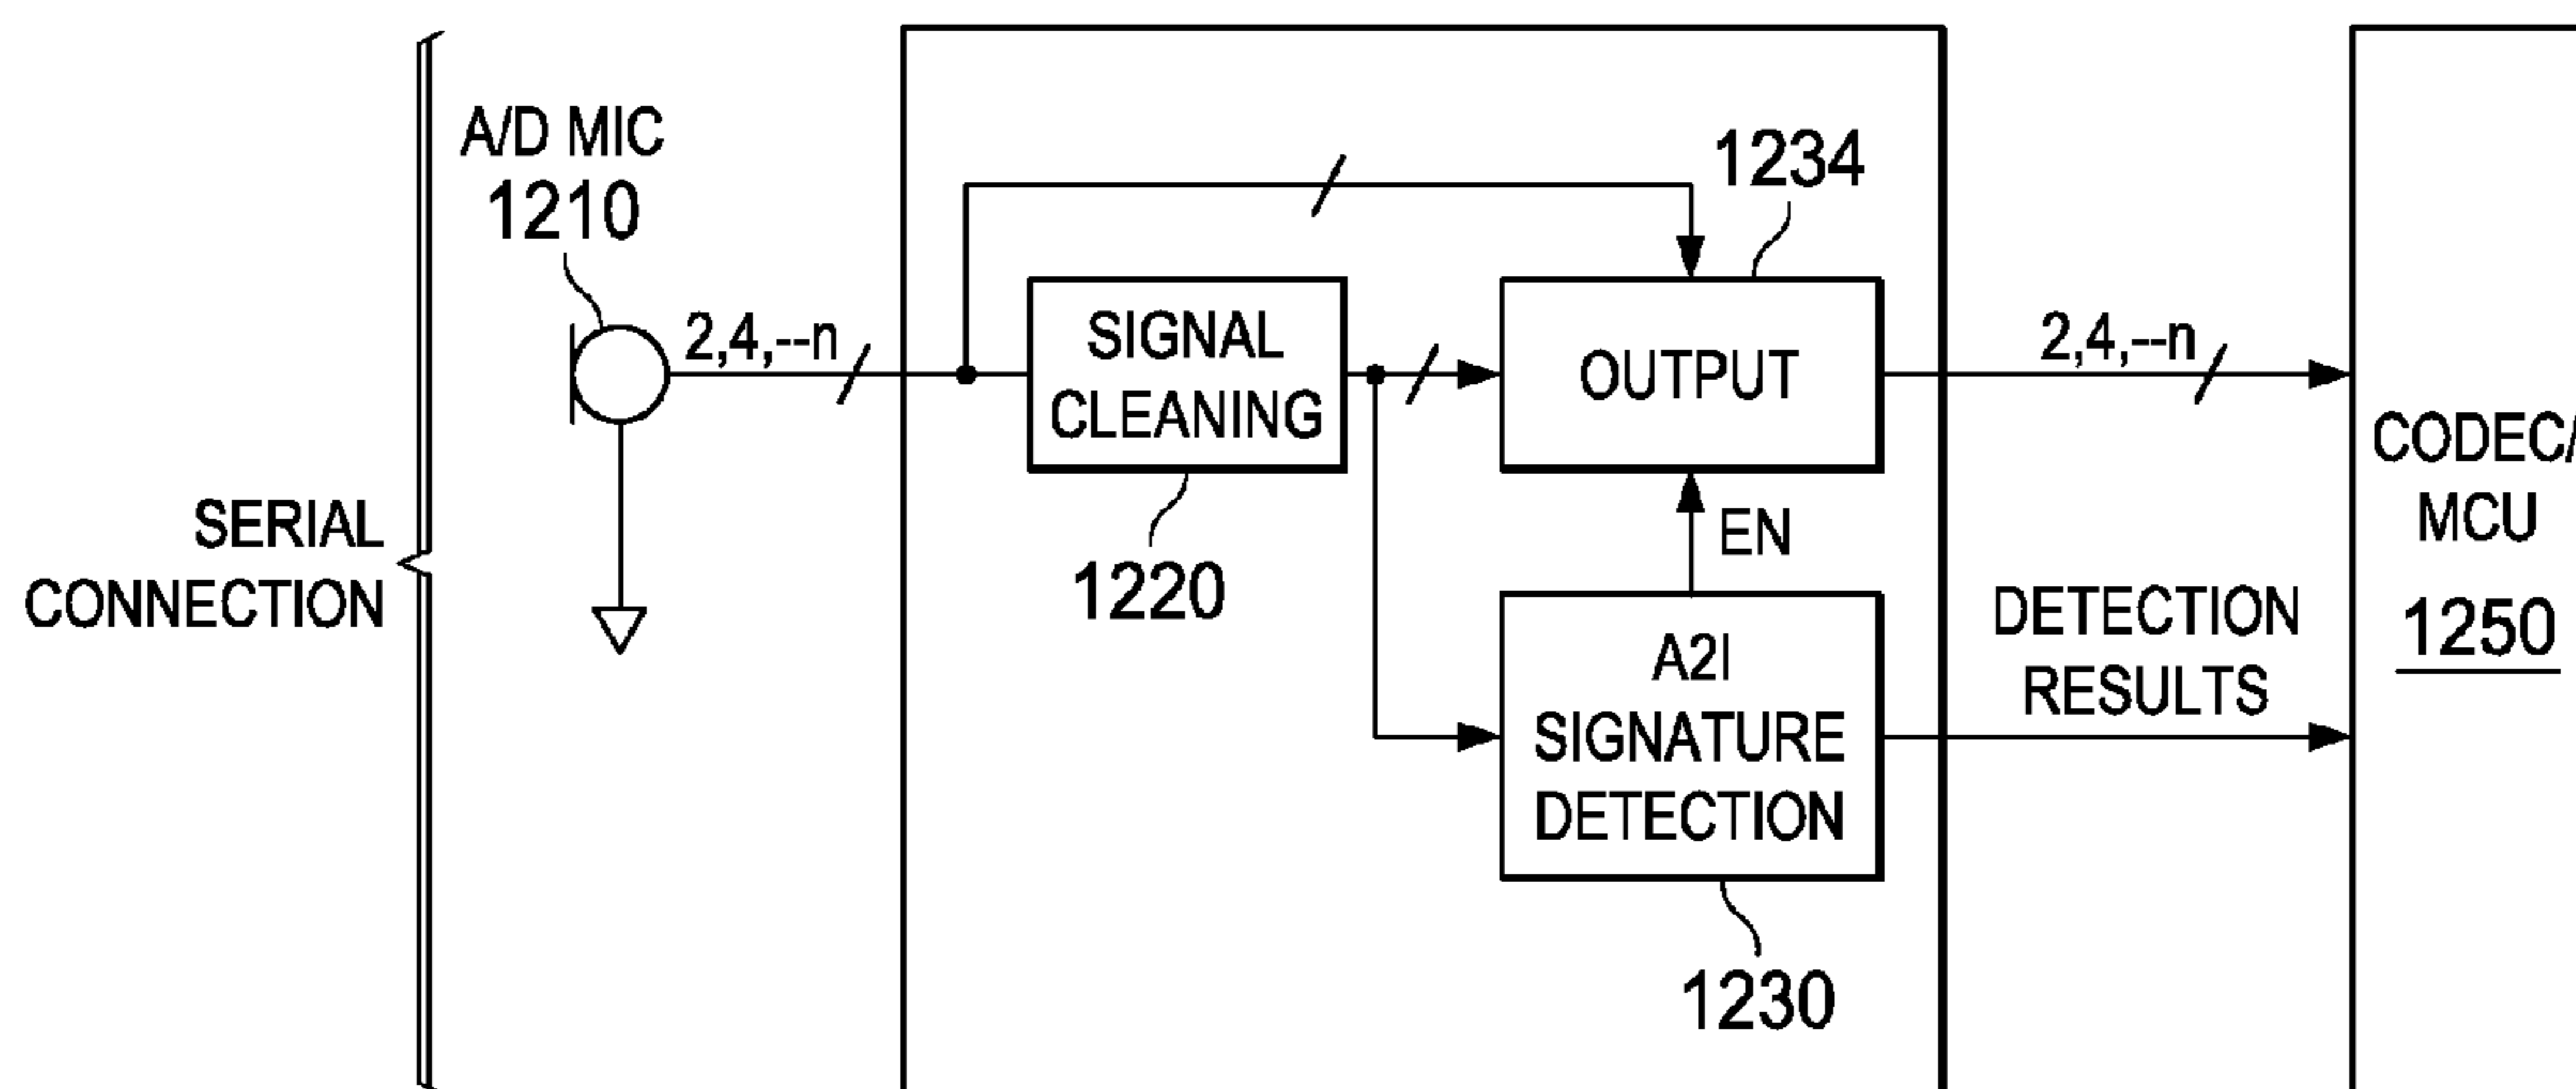 A/D MIC
1210
2,4,--n
SERIAL
CONNECTION
SIGNAL
CLEANING
1220
1234
OUTPUT
EN
A2I
SIGNATURE
DETECTION
1230
2,4,--n
DETECTION
RESULTS
CODEC/
MCU
1250